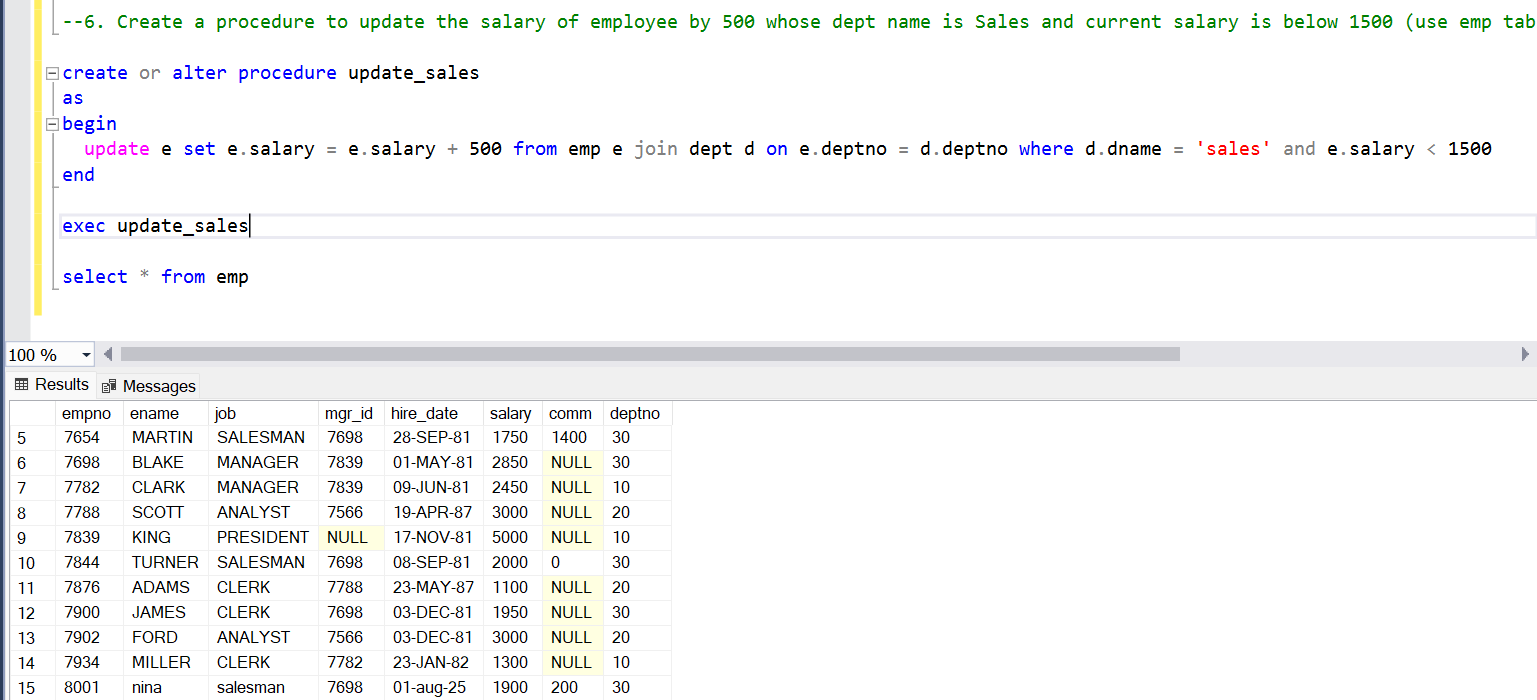 --6. Create a procedure to update the salary of employee by 500 whose dept name is Sales and current salary is below 1500 (use emp tab
create or alter procedure update_sales
as
begin
update e set e.salary = e.salary + 500 from emp e join dept d on e.deptno = d.deptno where d.dname = 'sales' and e.salary < 1500
end
exec update_sales
select * from emp
100 %
Results Messages
empno ename job mgr_id hire_date salary comm deptno
5 7654 MARTIN SALESMAN 7698 28-SEP-81 1750 1400 30
6 7698 BLAKE MANAGER 7839 01-MAY-81 2850 NULL 30
7 7782 CLARK MANAGER 7839 09-JUN-81 2450 NULL 10
8 7788 SCOTT ANALYST 7566 19-APR-87 3000 NULL 20
9 7839 KING PRESIDENT NULL 17-NOV-81 5000 NULL 10
10 7844 TURNER SALESMAN 7698 08-SEP-81 2000 0 30
11 7876 ADAMS CLERK 7788 23-MAY-87 1100 NULL 20
12 7900 JAMES CLERK 7698 03-DEC-81 1950 NULL 30
13 7902 FORD ANALYST 7566 03-DEC-81 3000 NULL 20
14 7934 MILLER CLERK 7782 23-JAN-82 1300 NULL 10
15 8001 nina salesman 7698 01-aug-25 1900 200 30